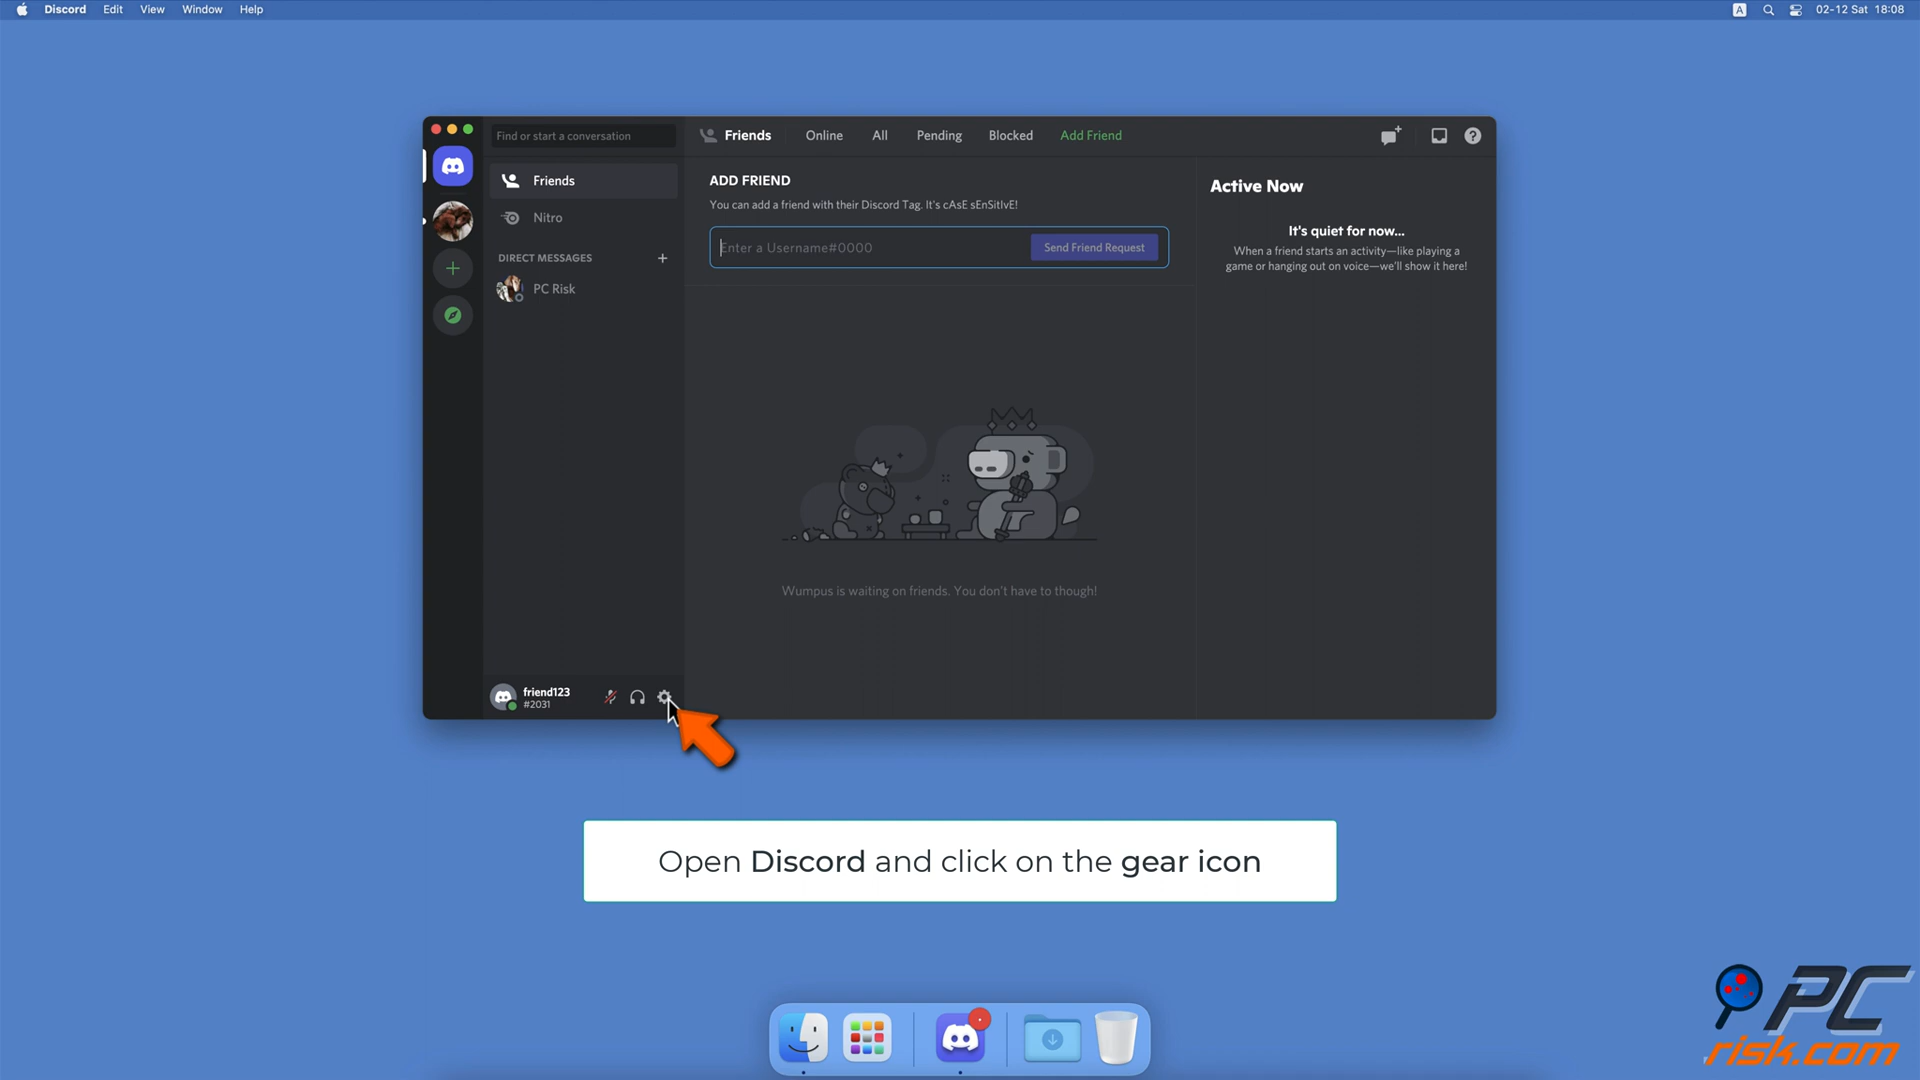 Discord Edit View Window Help
A 02-12 Sat 18:08
Find or start a conversation
Friends Online All Pending Blocked Add Friend
Friends
Nitro
DIRECT MESSAGES
PC Risk
ADD FRIEND
You can add a friend with their Discord Tag. It's cAsE sEnSitIvE!
Enter a Username#0000
Send Friend Request
Wumpus is waiting on friends. You don't have to though!
Active Now
It's quiet for now...
When a friend starts an activity—like playing a
game or hanging out on voice—we'll show it here!
friend123
#2031
Open Discord and click on the gear icon
PC
risk.com